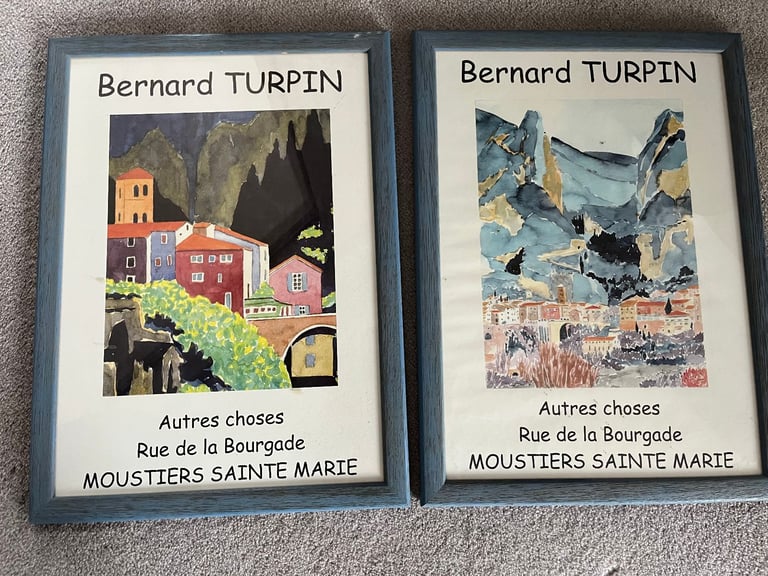 Bernard TURPIN
Autres choses
Rue de la Bourgade
MOUSTIERS SAINTE MARIE
Bernard TURPIN
Autres choses
Rue de la Bourgade
MOUSTIERS SAINTE MARIE